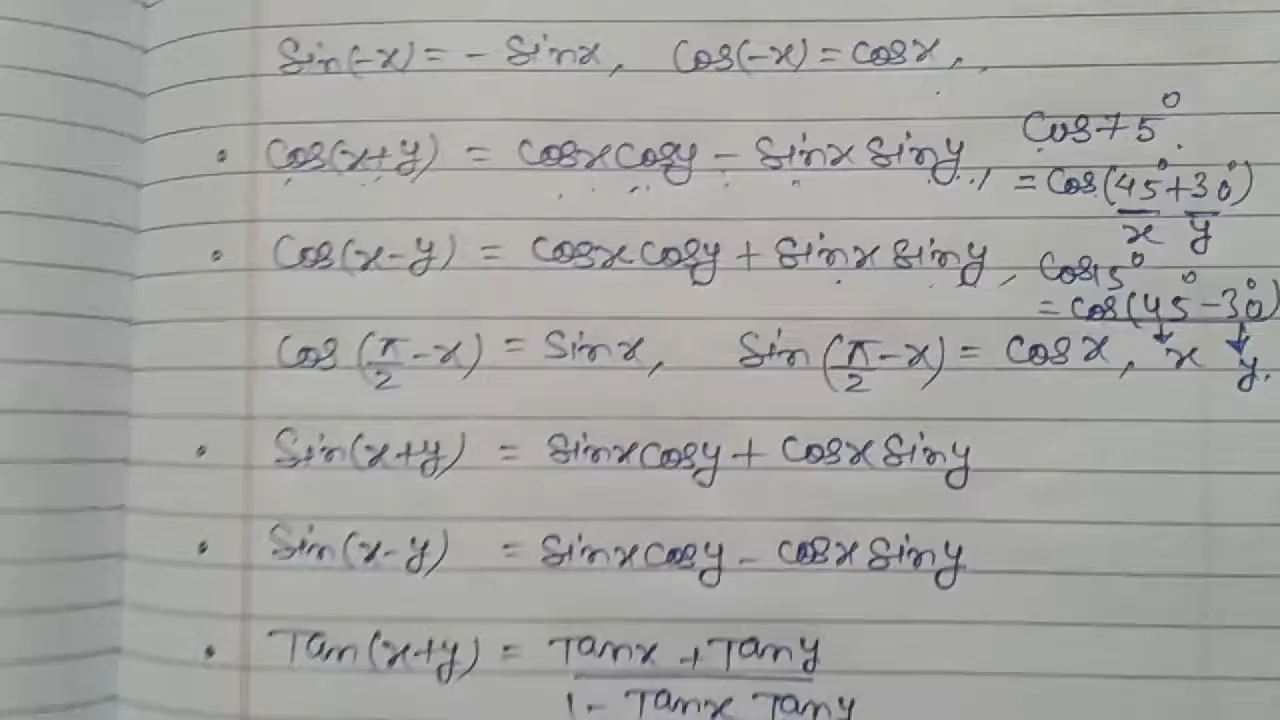 Sin(-x) = - Sinx, Cos(-x) = Cosx,
• Cos(x+y) = Cosx Cosy - Sinx Siny, Cos 75°
= Cos(45°+30°)
x y
• Cos(x-y) = Cosx Cosy + Sinx Siny, Cos15°
= Cos(45°-30°)
Cos(π/2-x) = Sinx, Sin(π/2-x) = Cosx, x y.
• Sin(x+y) = Sinx Cosy + Cosx Siny
• Sin(x-y) = Sinx Cosy - Cosx Siny
• Tan(x+y) = Tanx + Tany
1 - Tanx Tany